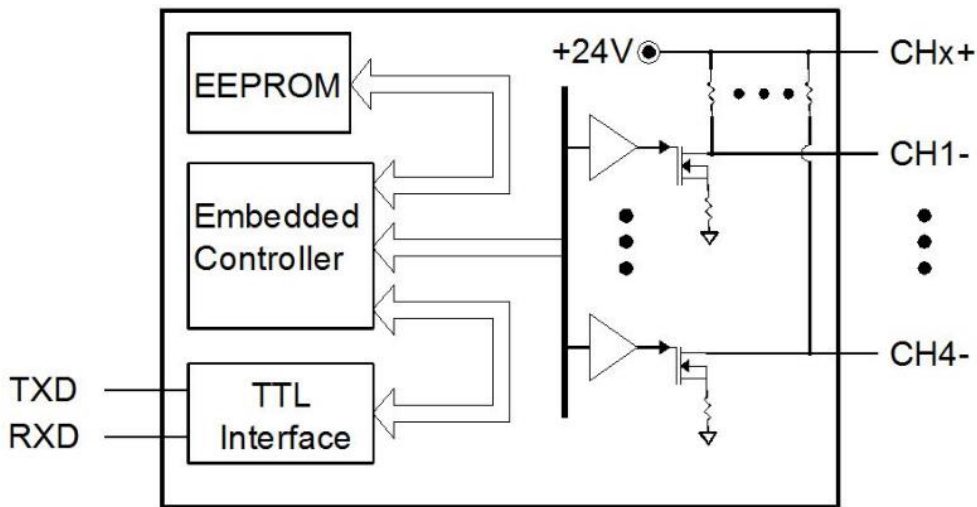 EEPROM
+24V
CHx+
CH1-
Embedded
Controller
CH4-
TXD
RXD
TTL
Interface